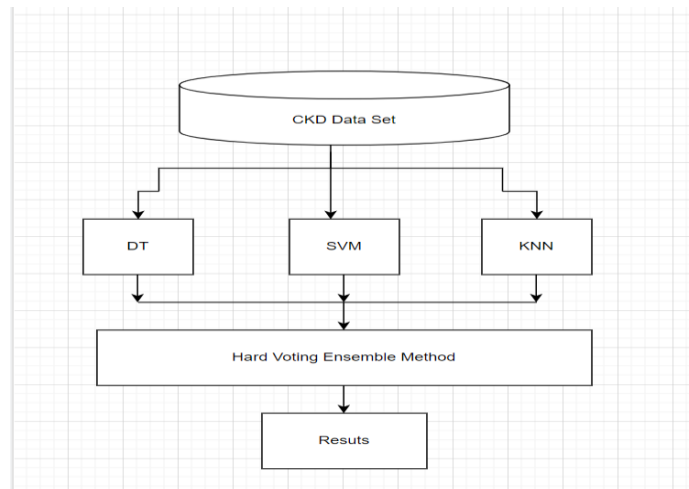 CKD Data Set
DT
SVM
KNN
Hard Voting Ensemble Method
Resuts